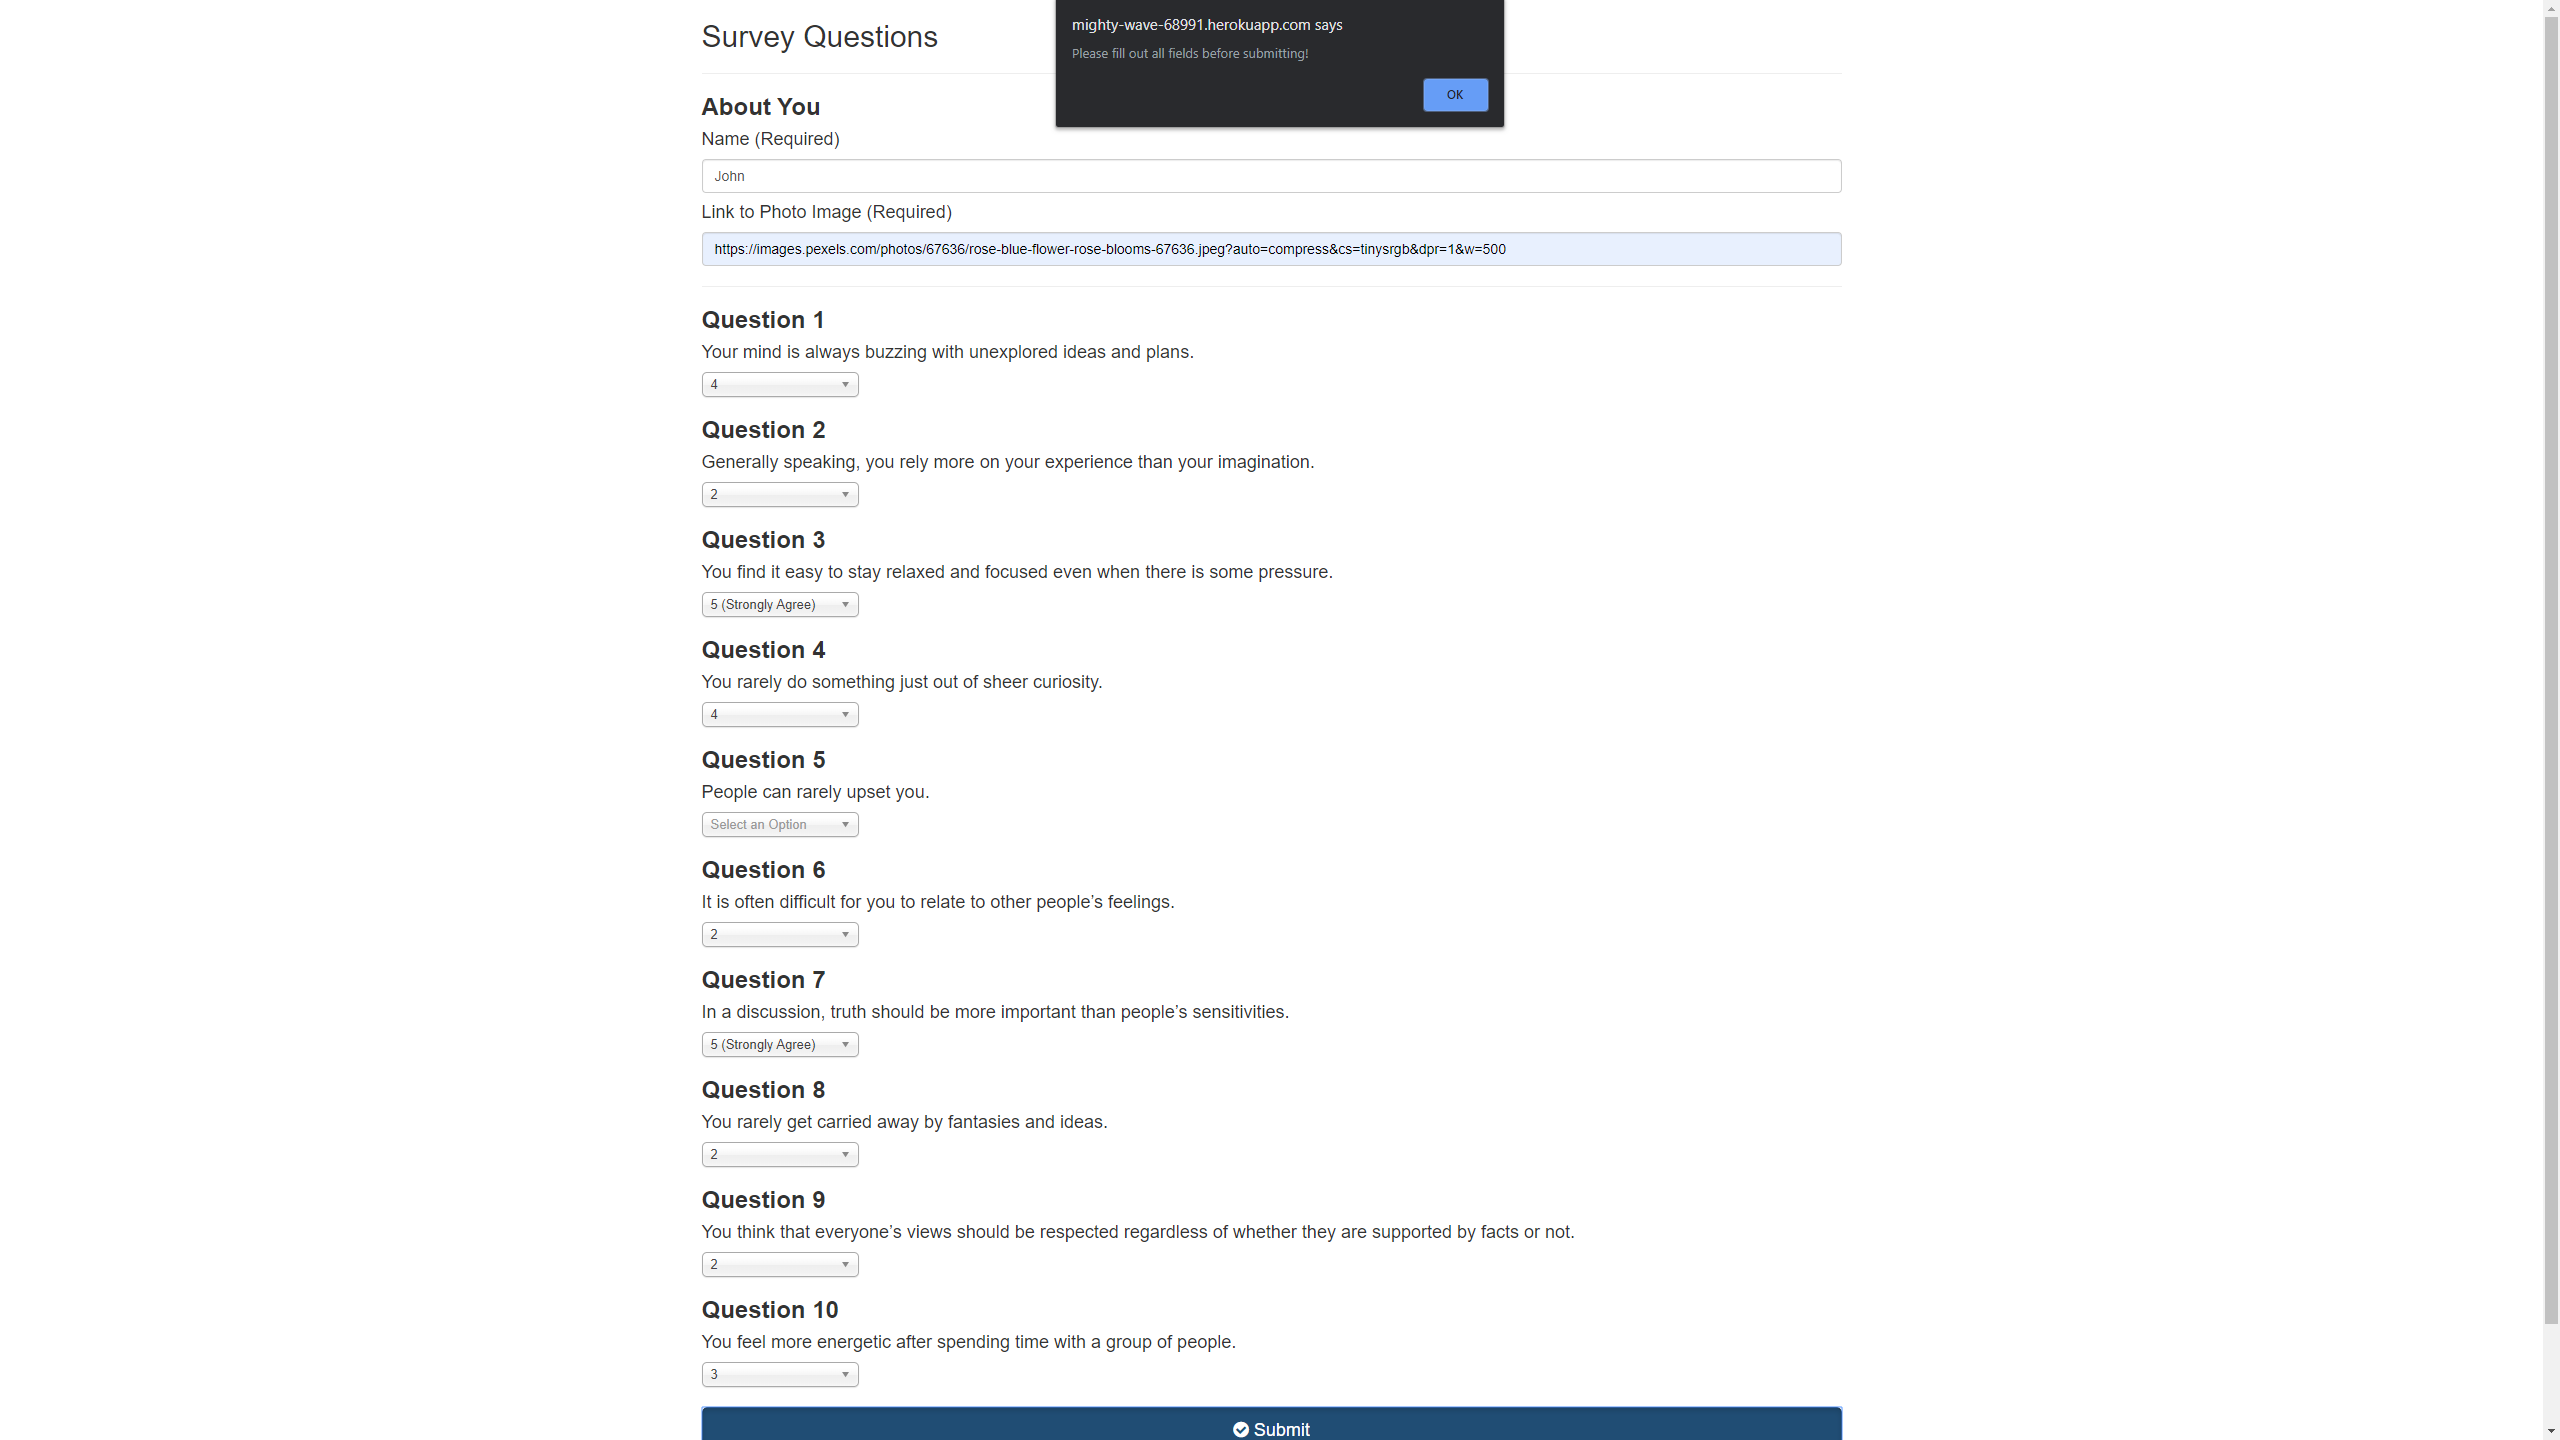 mighty-wave-68991.herokuapp.com says
Please fill out all fields before submitting!
OK
Survey Questions
About You
Name (Required)
John
Link to Photo Image (Required)
https://images.pexels.com/photos/67636/rose-blue-flower-rose-blooms-67636.jpeg?auto=compress&cs=tinysrgb&dpr=1&w=500
Question 1
Your mind is always buzzing with unexplored ideas and plans.
4
Question 2
Generally speaking, you rely more on your experience than your imagination.
2
Question 3
You find it easy to stay relaxed and focused even when there is some pressure.
5 (Strongly Agree)
Question 4
You rarely do something just out of sheer curiosity.
4
Question 5
People can rarely upset you.
Select an Option
Question 6
It is often difficult for you to relate to other people’s feelings.
2
Question 7
In a discussion, truth should be more important than people’s sensitivities.
5 (Strongly Agree)
Question 8
You rarely get carried away by fantasies and ideas.
2
Question 9
You think that everyone’s views should be respected regardless of whether they are supported by facts or not.
2
Question 10
You feel more energetic after spending time with a group of people.
3
Submit